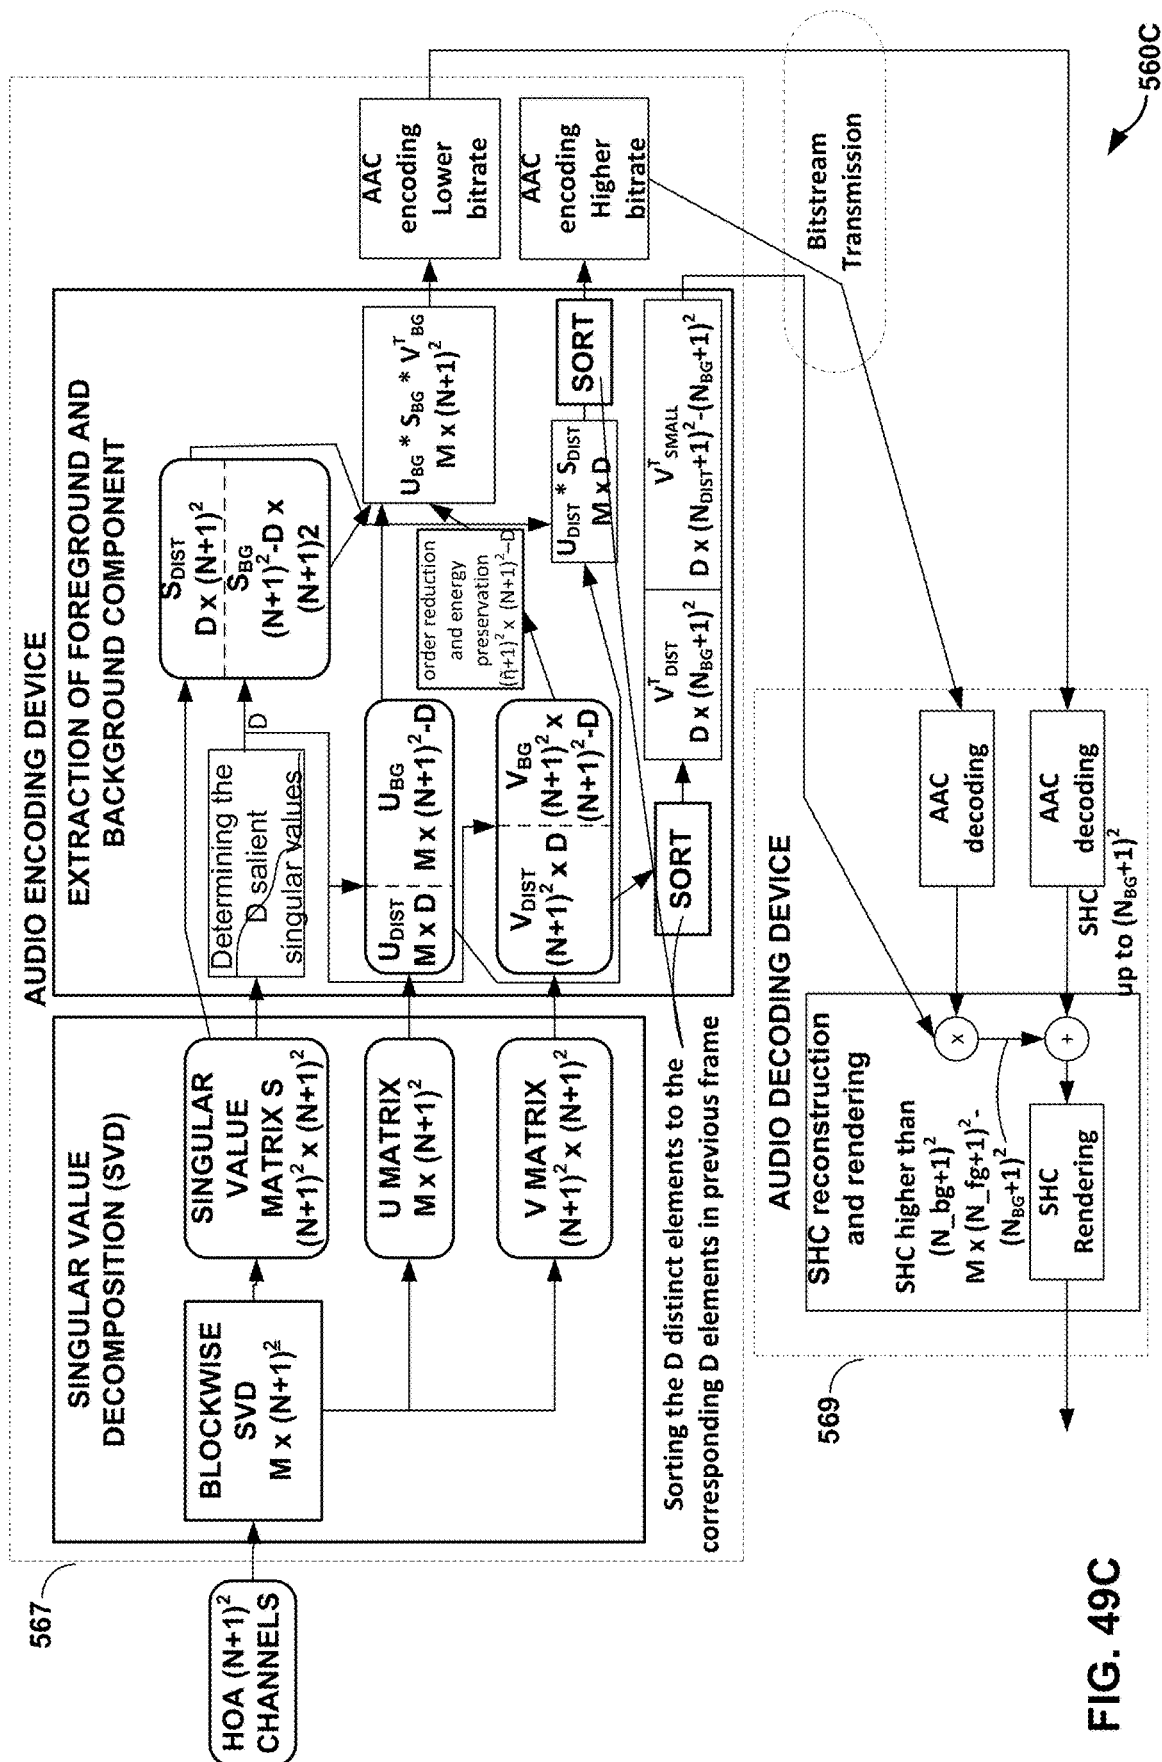 AUDIO ENCODING DEVICE
567
HOA (N+1)²
CHANNELS
SINGULAR VALUE
DECOMPOSITION (SVD)
BLOCKWISE
SVD
M x (N+1)²
SINGULAR
VALUE
MATRIX S
(N+1)² x (N+1)²
U MATRIX
M x (N+1)²
V MATRIX
(N+1)² x (N+1)²
EXTRACTION OF FOREGROUND AND
BACKGROUND COMPONENT
Determining the
D salient
singular values
D
S_DIST
D x (N+1)²
S_BG
(N+1)²-D x
(N+1)2
U_DIST
M x D
U_BG
M x (N+1)²-D
V_DIST
(N+1)² x D
V_BG
(N+1)² x
(N+1)²-D
order reduction
and energy
preservation
(ñ+1)² x (N+1)²-D
U_BG * S_BG * V^T_BG
M x (N+1)²
U_DIST * S_DIST
M x D
SORT
SORT
V^T_DIST
D x (N_BG+1)²
V^T_SMALL
D x (N_DIST+1)²-(N_BG+1)²
AAC
encoding
Lower
bitrate
AAC
encoding
Higher
bitrate
Sorting the D distinct elements to the
corresponding D elements in previous frame
Bitstream
Transmission
AUDIO DECODING DEVICE
569
SHC reconstruction
and rendering
SHC higher than
(N_bg+1)²
M x (N_fg+1)²-
(N_BG+1)²
SHC
Rendering
x
+
AAC
decoding
AAC
decoding
SHC
up to (N_BG+1)²
560C
FIG. 49C